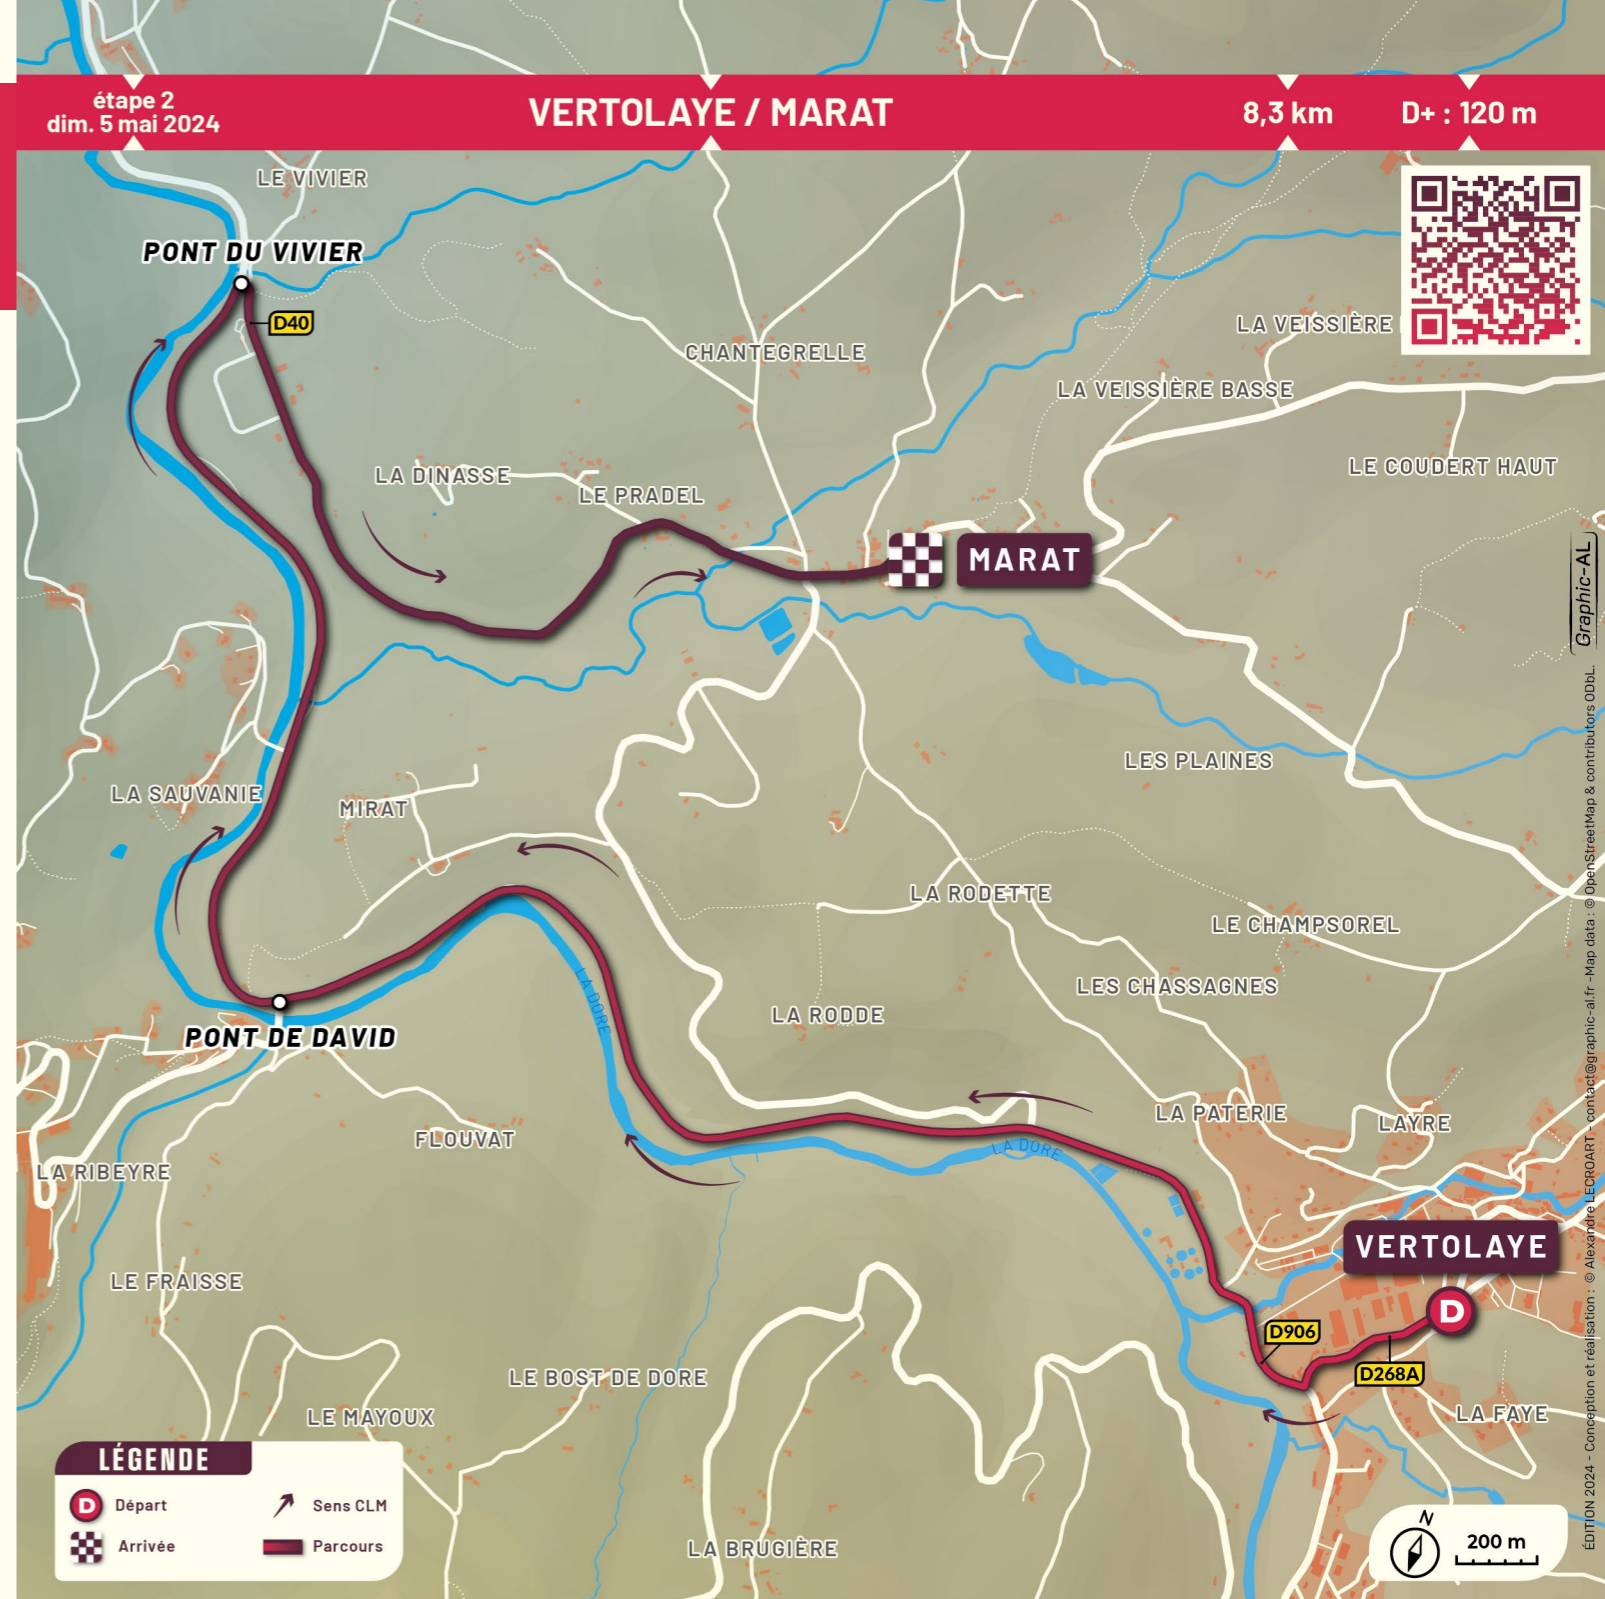 étape 2
dim. 5 mai 2024
VERTOLAYE / MARAT
8,3 km
D+ : 120 m
LE VIVIER
PONT DU VIVIER
D40
LA VEISSIÈRE
CHANTEGRELLE
LA VEISSIÈRE BASSE
LE COUDERT HAUT
LA DINASSE
LE PRADEL
MARAT
Graphic-AL
LES PLAINES
LA SAUVANIE
MIRAT
LA RODETTE
LE CHAMPSOREL
LES CHASSAGNES
LA DORE
LA RODDE
PONT DE DAVID
LA PATERIE
LAYRE
FLOUVAT
LA DORE
LA RIBEYRE
VERTOLAYE
LE FRAISSE
D
D906
D268A
LE BOST DE DORE
LA FAYE
LE MAYOUX
LÉGENDE
D Départ
Sens CLM
Arrivée
Parcours
LA BRUGIÈRE
N
200 m
ÉDITION 2024 - Conception et réalisation : © Alexandre LECROART - contact@graphic-al.fr -Map data : © OpenStreetMap & contributors ODbL.